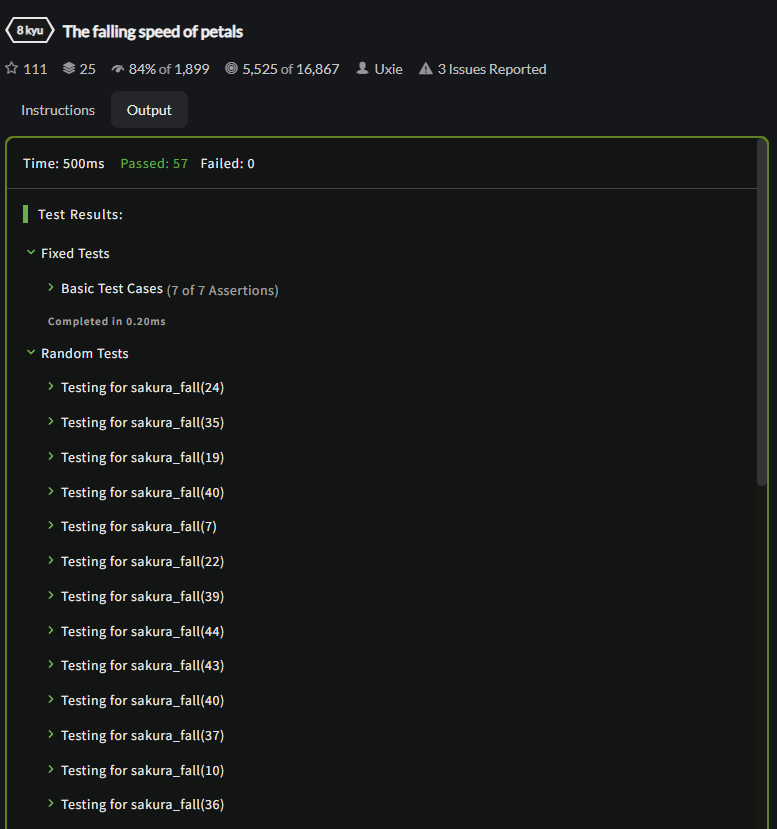 8 kyu The falling speed of petals
111 25 84% of 1,899 5,525 of 16,867 Uxie 3 Issues Reported
Instructions Output
Time: 500ms Passed: 57 Failed: 0
Test Results:
Fixed Tests
Basic Test Cases (7 of 7 Assertions)
Completed in 0.20ms
Random Tests
Testing for sakura_fall(24)
Testing for sakura_fall(35)
Testing for sakura_fall(19)
Testing for sakura_fall(40)
Testing for sakura_fall(7)
Testing for sakura_fall(22)
Testing for sakura_fall(39)
Testing for sakura_fall(44)
Testing for sakura_fall(43)
Testing for sakura_fall(40)
Testing for sakura_fall(37)
Testing for sakura_fall(10)
Testing for sakura_fall(36)